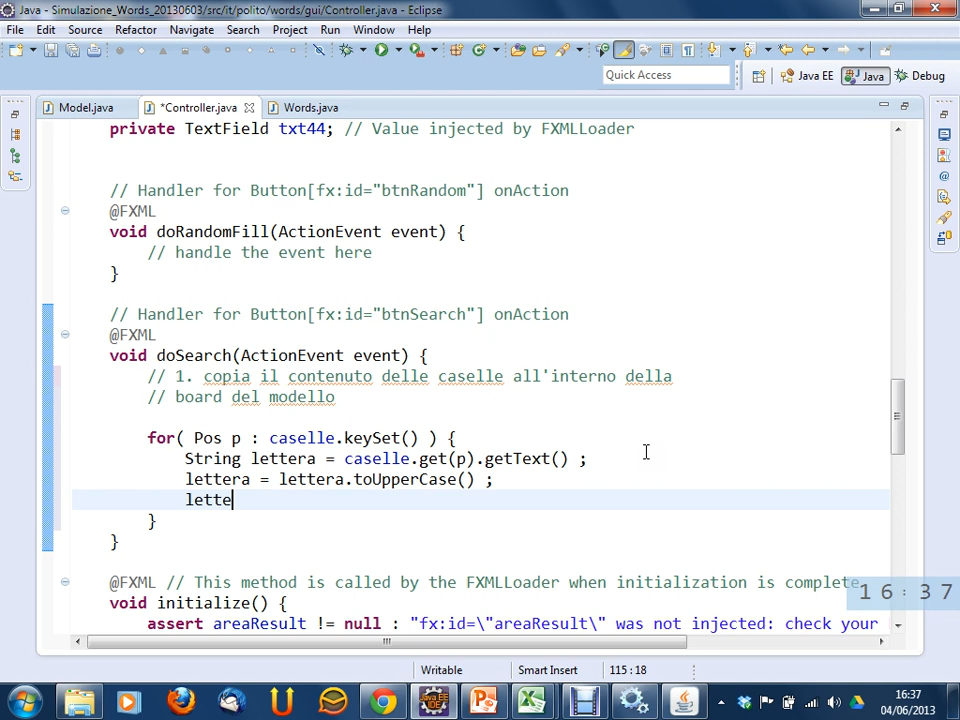 Java - Simulazione_Words_20130603/src/it/polito/words/gui/Controller.java - Eclipse
File Edit Source Refactor Navigate Search Project Run Window Help
Quick Access
Java EE Java Debug
Model.java *Controller.java Words.java
private TextField txt44; // Value injected by FXMLLoader
// Handler for Button[fx:id="btnRandom"] onAction
@FXML
void doRandomFill(ActionEvent event) {
// handle the event here
}
// Handler for Button[fx:id="btnSearch"] onAction
@FXML
void doSearch(ActionEvent event) {
// 1. copia il contenuto delle caselle all'interno della
// board del modello
for( Pos p : caselle.keySet() ) {
String lettera = caselle.get(p).getText() ;
lettera = lettera.toUpperCase() ;
lette
}
}
@FXML // This method is called by the FXMLLoader when initialization is complete
void initialize() {
16:37
assert areaResult != null : "fx:id=\"areaResult\" was not injected: check your
Writable Smart Insert 115 : 18
16:37
04/06/2013